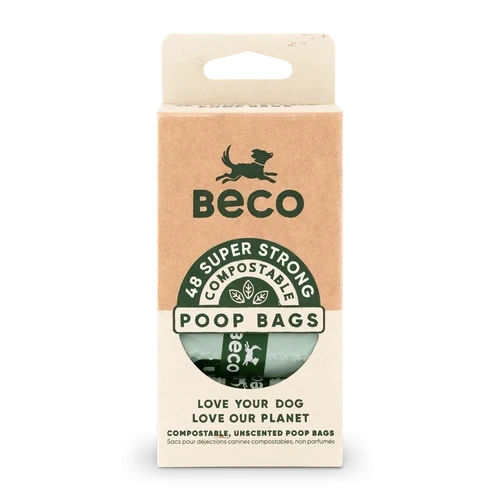 BeCO
48 SUPER STRONG
COMPOSTABLE
POOP BAGS
Beco
LOVE YOUR DOG
LOVE OUR PLANET
COMPOSTABLE, UNSCENTED POOP BAGS
Sacs pour déjections canines compostables, non parfumés